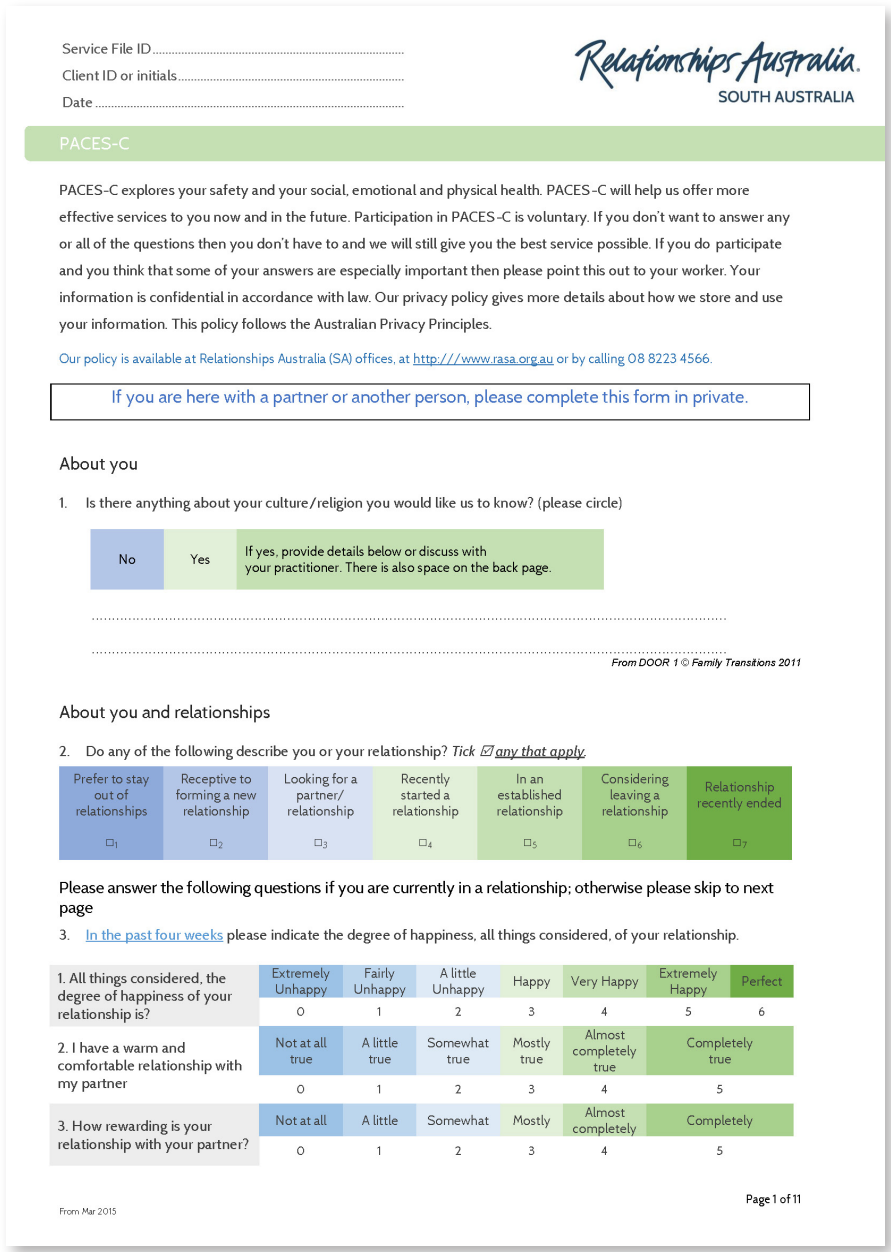 Service File ID................................................................................
Client ID or initials........................................................................
Date ..................................................................................................
Relationships Australia®
SOUTH AUSTRALIA
PACES-C
PACES-C explores your safety and your social, emotional and physical health. PACES-C will help us offer more
effective services to you now and in the future. Participation in PACES-C is voluntary. If you don't want to answer any
or all of the questions then you don't have to and we will still give you the best service possible. If you do participate
and you think that some of your answers are especially important then please point this out to your worker. Your
information is confidential in accordance with law. Our privacy policy gives more details about how we store and use
your information. This policy follows the Australian Privacy Principles.
Our policy is available at Relationships Australia (SA) offices, at http:///www.rasa.org.au or by calling 08 8223 4566.
If you are here with a partner or another person, please complete this form in private.
About you
1. Is there anything about your culture/religion you would like us to know? (please circle)
No Yes If yes, provide details below or discuss with
your practitioner. There is also space on the back page.
................................................................................
................................................................................
From DOOR 1 © Family Transitions 2011
About you and relationships
2. Do any of the following describe you or your relationship? Tick ☑ any that apply.
Prefer to stay out of relationships ☐1
Receptive to forming a new relationship ☐2
Looking for a partner/ relationship ☐3
Recently started a relationship ☐4
In an established relationship ☐5
Considering leaving a relationship ☐6
Relationship recently ended ☐7
Please answer the following questions if you are currently in a relationship; otherwise please skip to next
page
3. In the past four weeks please indicate the degree of happiness, all things considered, of your relationship.
1. All things considered, the
degree of happiness of your
relationship is?
Extremely Unhappy Fairly Unhappy A little Unhappy Happy Very Happy Extremely Happy Perfect
0 1 2 3 4 5 6
2. I have a warm and
comfortable relationship with
my partner
Not at all true A little true Somewhat true Mostly true Almost completely true Completely true
0 1 2 3 4 5
3. How rewarding is your
relationship with your partner?
Not at all A little Somewhat Mostly Almost completely Completely
0 1 2 3 4 5
Page 1 of 11
From Mar 2015